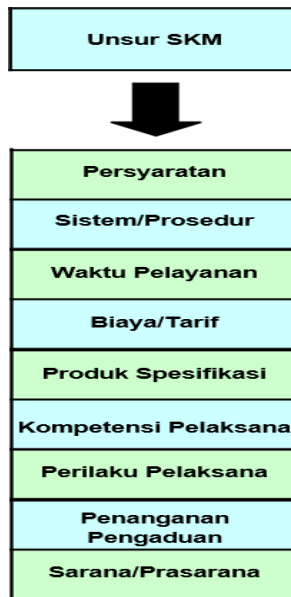 Unsur SKM
Persyaratan
Sistem/Prosedur
Waktu Pelayanan
Biaya/Tarif
Produk Spesifikasi
Kompetensi Pelaksana
Perilaku Pelaksana
Penanganan
Pengaduan
Sarana/Prasarana